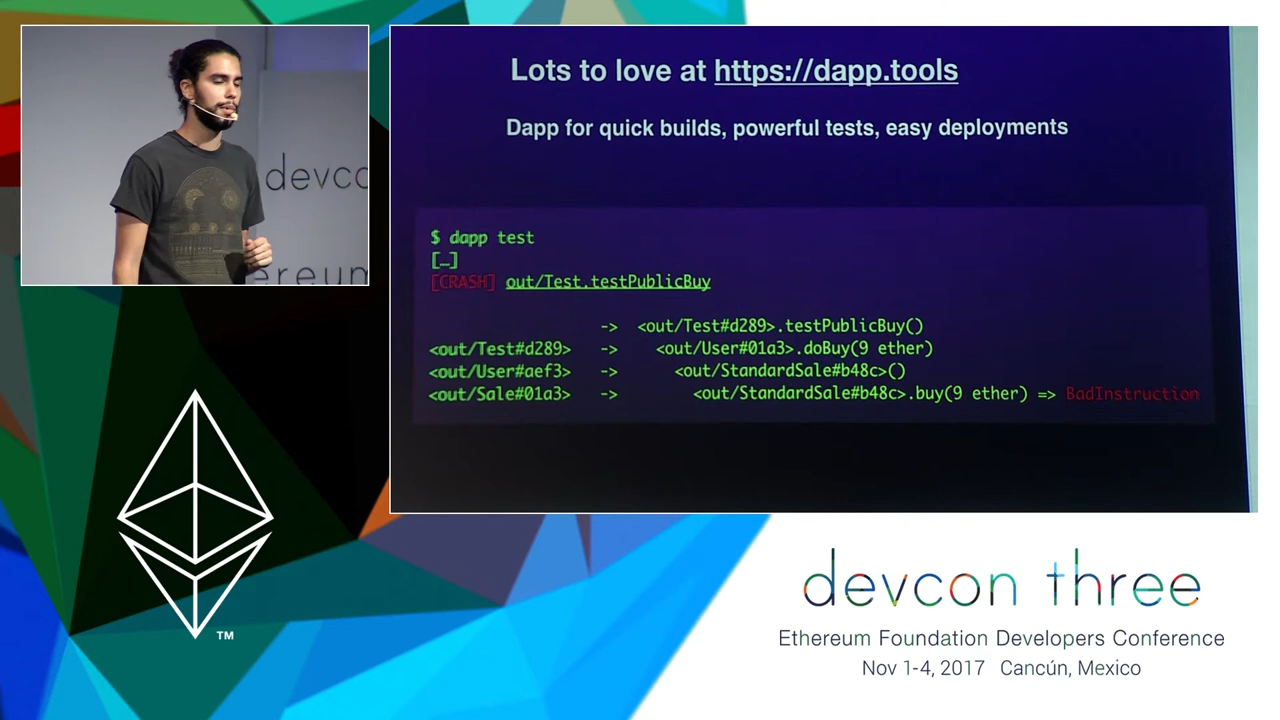 devco
ereum
Lots to love at https://dapp.tools
Dapp for quick builds, powerful tests, easy deployments
$ dapp test
[…]
[CRASH] out/Test.testPublicBuy
-> <out/Test#d289>.testPublicBuy()
<out/Test#d289> -> <out/User#01a3>.doBuy(9 ether)
<out/User#aef3> -> <out/StandardSale#b48c>()
<out/Sale#01a3> -> <out/StandardSale#b48c>.buy(9 ether) => BadInstruction
TM
devcon three
Ethereum Foundation Developers Conference
Nov 1-4, 2017 Cancún, Mexico